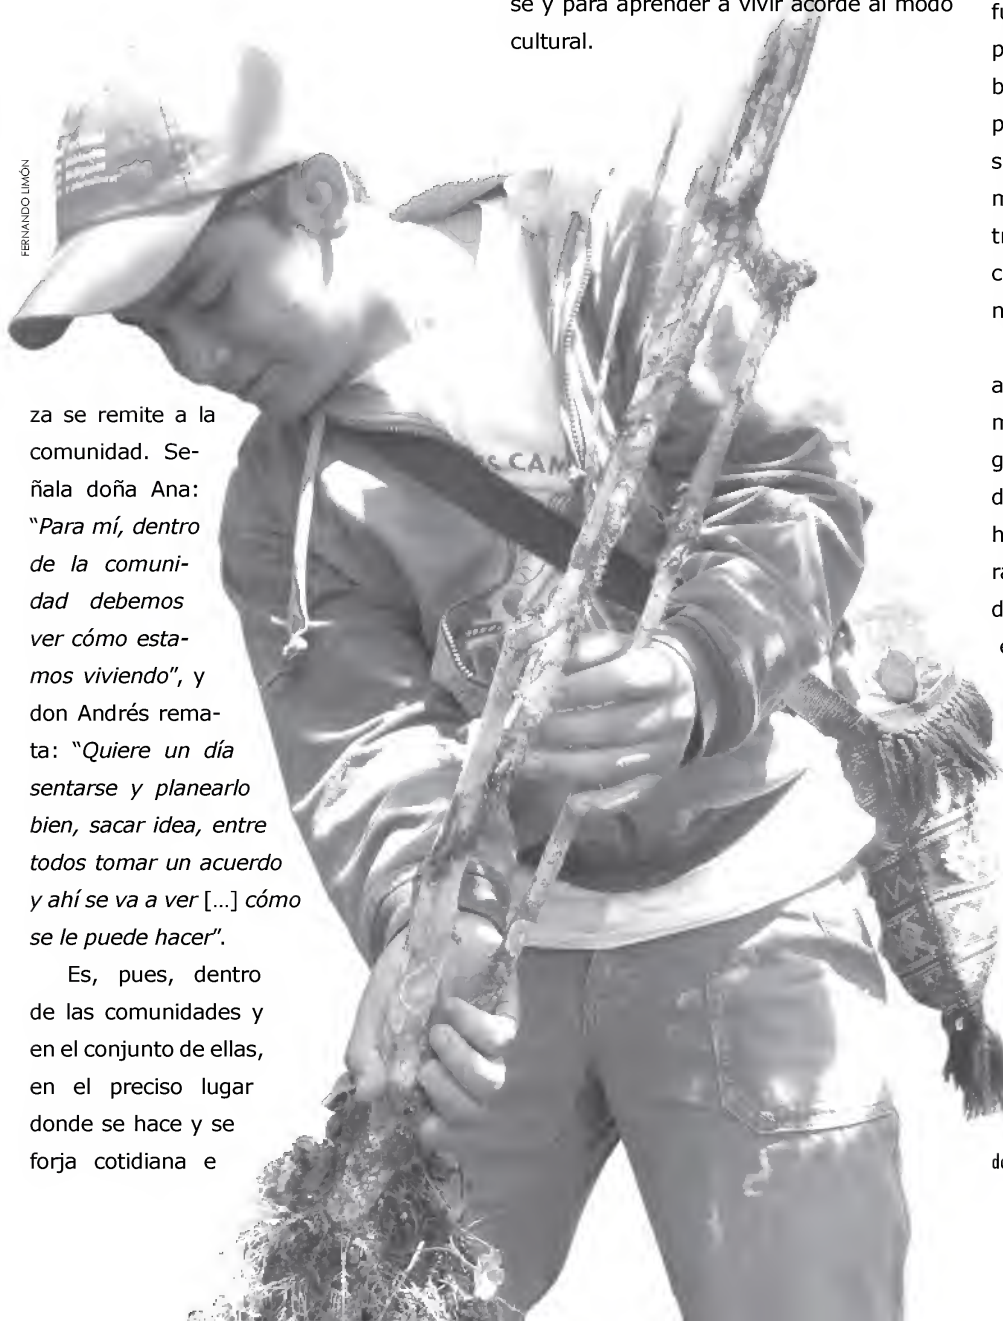 se y para aprender a vivir acorde al modo
cultural.
FERNANDO LIMÓN
za se remite a la
comunidad. Se-
ñala doña Ana:
“Para mí, dentro
de la comuni-
dad debemos
ver cómo esta-
mos viviendo”, y
don Andrés rema-
ta: “Quiere un día
sentarse y planearlo
bien, sacar idea, entre
todos tomar un acuerdo
y ahí se va a ver [...] cómo
se le puede hacer”.
Es, pues, dentro
de las comunidades y
en el conjunto de ellas,
en el preciso lugar
donde se hace y se
forja cotidiana e
CAM